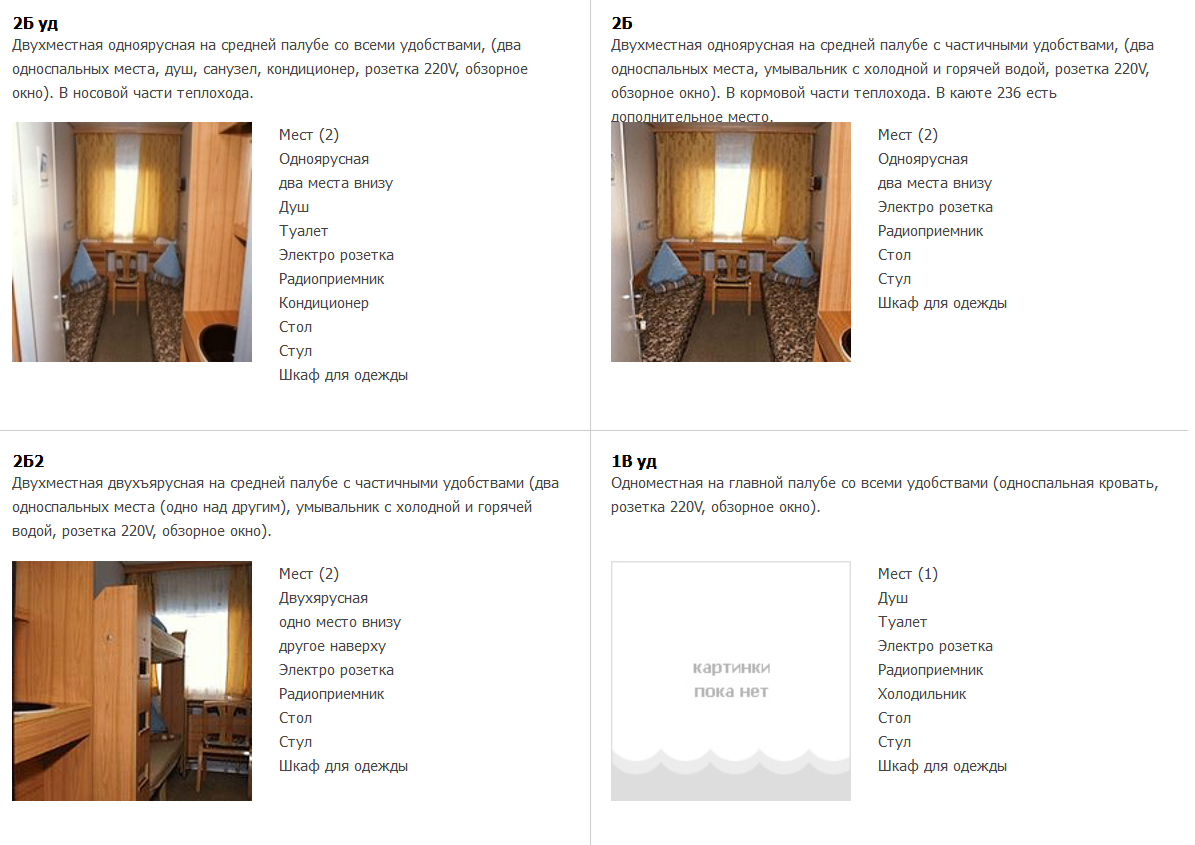 2Б уд
Двухместная одноярусная на средней палубе со всеми удобствами, (два
односпальных места, душ, санузел, кондиционер, розетка 220V, обзорное
окно). В носовой части теплохода.
Мест (2)
Одноярусная
два места внизу
Душ
Туалет
Электро розетка
Радиоприемник
Кондиционер
Стол
Стул
Шкаф для одежды
2Б
Двухместная одноярусная на средней палубе с частичными удобствами, (два
односпальных места, умывальник с холодной и горячей водой, розетка 220V,
обзорное окно). В кормовой части теплохода. В каюте 236 есть
дополнительное место.
Мест (2)
Одноярусная
два места внизу
Электро розетка
Радиоприемник
Стол
Стул
Шкаф для одежды
2Б2
Двухместная двухъярусная на средней палубе с частичными удобствами (два
односпальных места (одно над другим), умывальник с холодной и горячей
водой, розетка 220V, обзорное окно).
Мест (2)
Двухярусная
одно место внизу
другое наверху
Электро розетка
Радиоприемник
Стол
Стул
Шкаф для одежды
1В уд
Одноместная на главной палубе со всеми удобствами (односпальная кровать,
розетка 220V, обзорное окно).
картинки
пока нет
Мест (1)
Душ
Туалет
Электро розетка
Радиоприемник
Холодильник
Стол
Стул
Шкаф для одежды